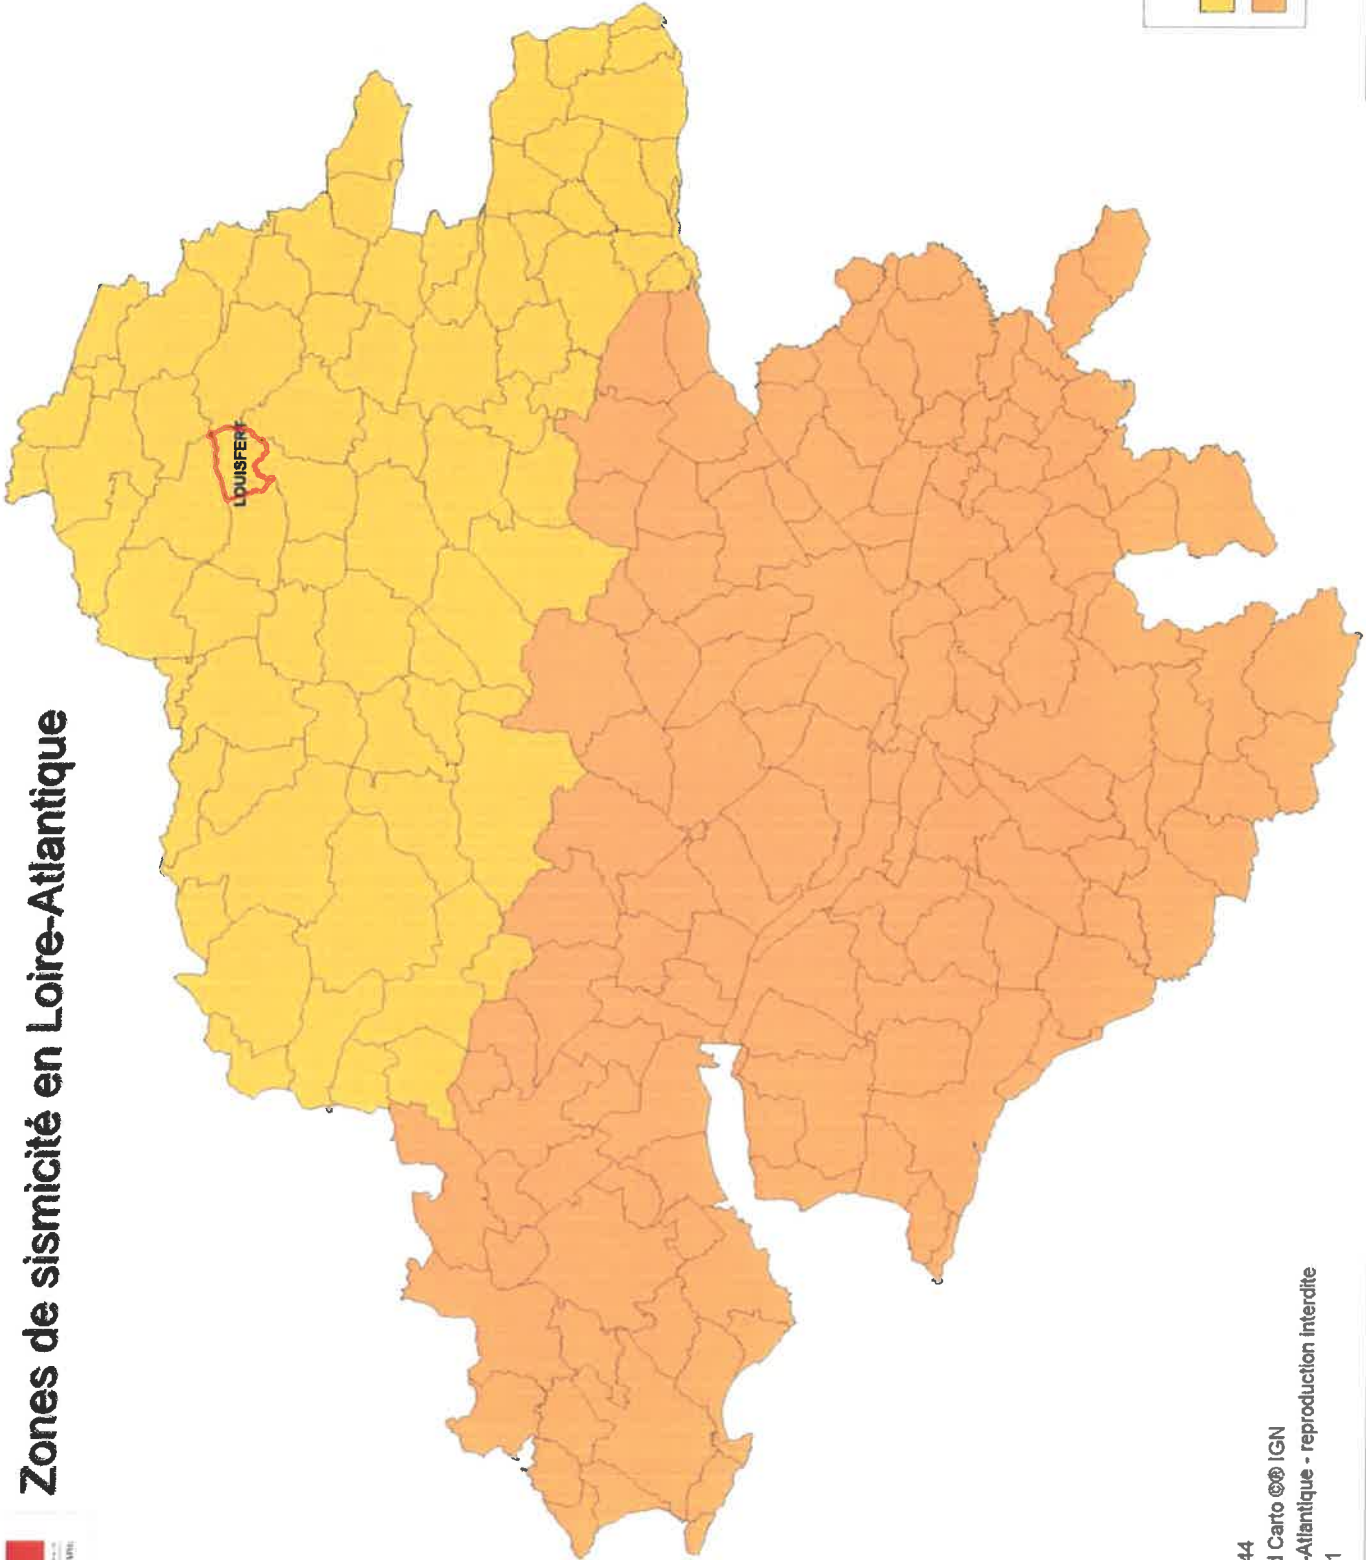 Zones de sismicité en Loire-Atlantique
LOUISFERT
44
Carto ©® IGN
-Atlantique - reproduction interdite
1